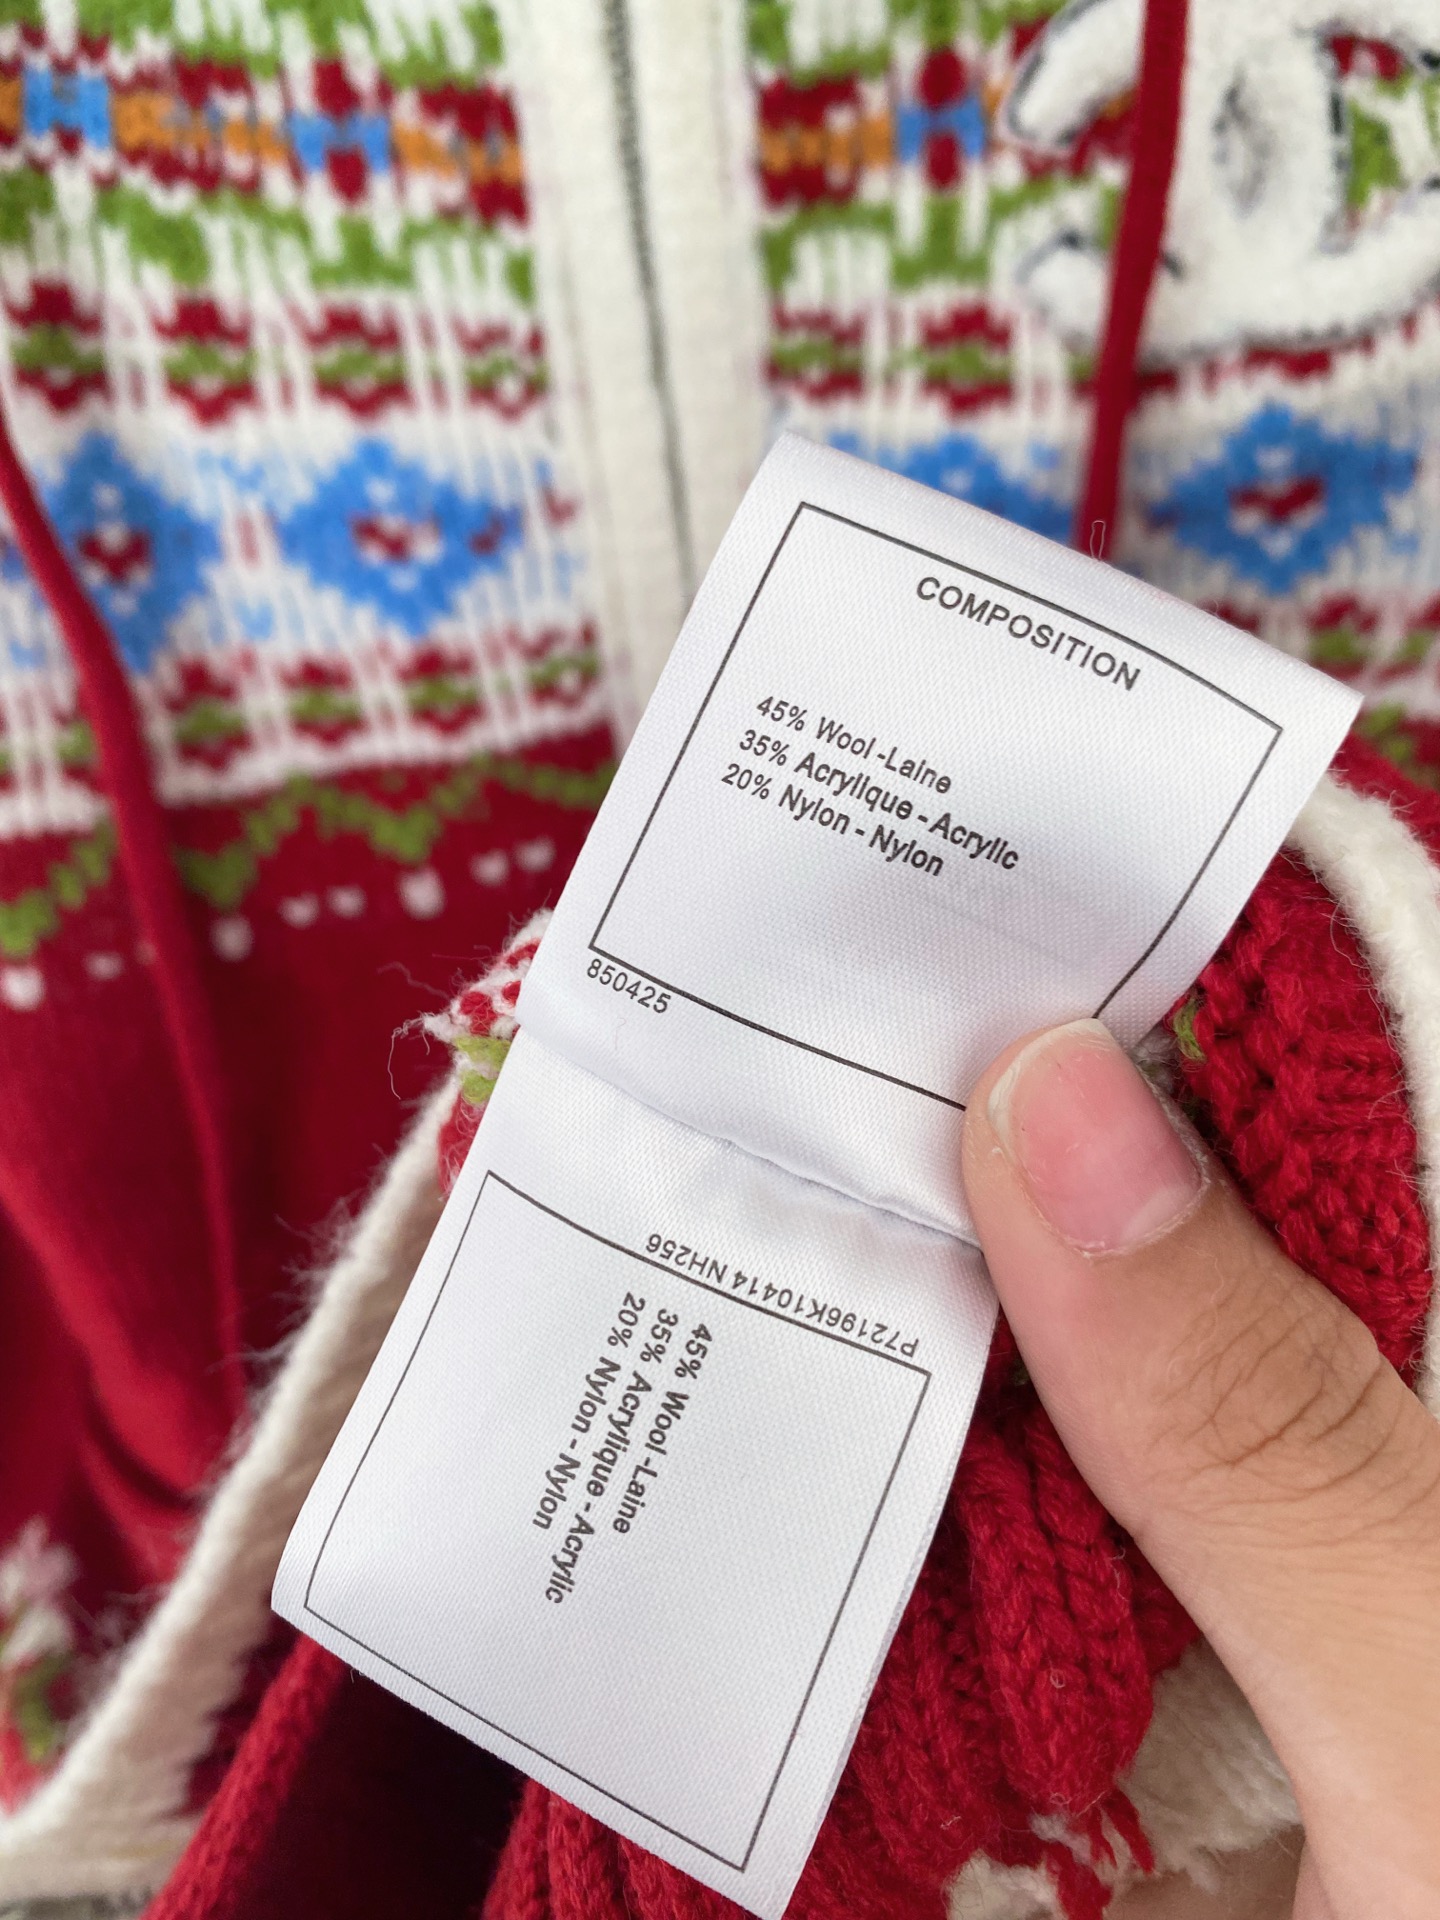 COMPOSITION
45% Wool -Laine
35% Acrylique - Acrylic
20% Nylon - Nylon
850425
P72196K10414 NH256
45% Wool -Laine
35% Acrylique - Acrylic
20% Nylon - Nylon